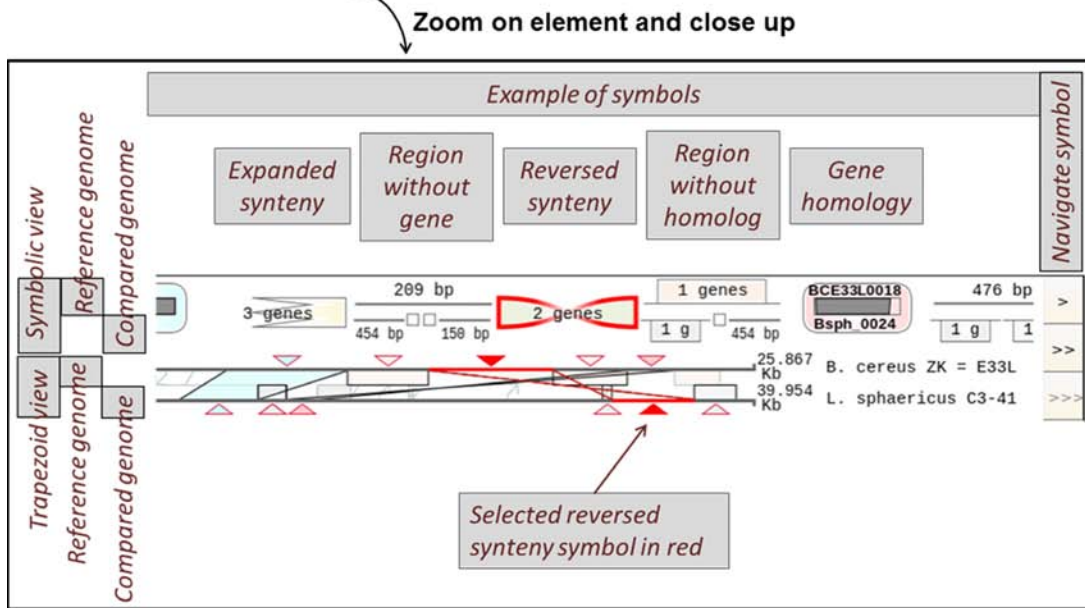 Zoom on element and close up
Example of symbols
Navigate symbol
Expanded
synteny
Region
without
gene
Reversed
synteny
Region
without
homolog
Gene
homology
Symbolic view
Reference genome
Compared genome
3 genes
209 bp
454 bp
150 bp
2 genes
1 genes
1 g
454 bp
BCE33L0018
Bsph_0024
476 bp
1 g
1
>
>>
>>>
Trapezoid view
Reference genome
Compared genome
25.867
Kb
B. cereus ZK = E33L
39.954
Kb
L. sphaericus C3-41
Selected reversed
synteny symbol in red